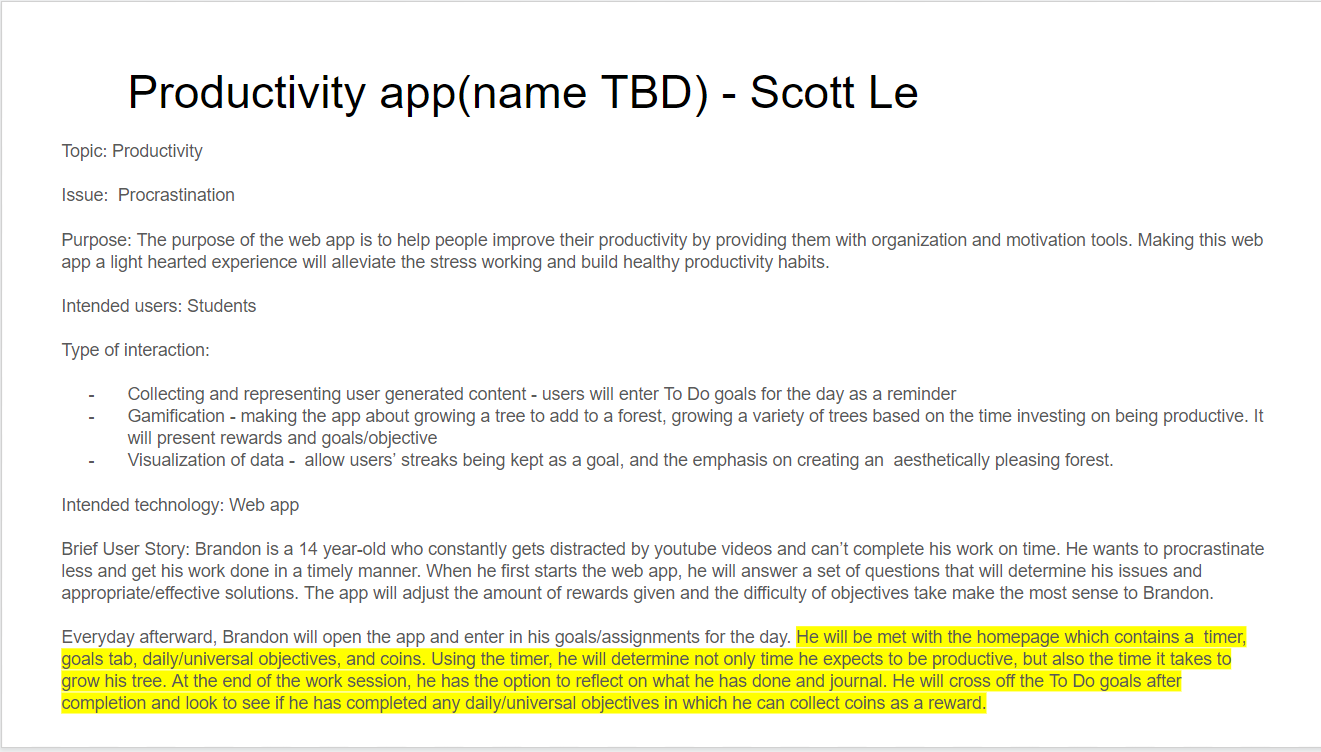 Productivity app(name TBD) - Scott Le
Topic: Productivity
Issue:  Procrastination
Purpose: The purpose of the web app is to help people improve their productivity by providing them with organization and motivation tools. Making this web
app a light hearted experience will alleviate the stress working and build healthy productivity habits.
Intended users: Students
Type of interaction:
- Collecting and representing user generated content - users will enter To Do goals for the day as a reminder
- Gamification - making the app about growing a tree to add to a forest, growing a variety of trees based on the time investing on being productive. It
will present rewards and goals/objective
- Visualization of data -  allow users’ streaks being kept as a goal, and the emphasis on creating an  aesthetically pleasing forest.
Intended technology: Web app
Brief User Story: Brandon is a 14 year-old who constantly gets distracted by youtube videos and can’t complete his work on time. He wants to procrastinate
less and get his work done in a timely manner. When he first starts the web app, he will answer a set of questions that will determine his issues and
appropriate/effective solutions. The app will adjust the amount of rewards given and the difficulty of objectives take make the most sense to Brandon.
Everyday afterward, Brandon will open the app and enter in his goals/assignments for the day. He will be met with the homepage which contains a  timer,
goals tab, daily/universal objectives, and coins. Using the timer, he will determine not only time he expects to be productive, but also the time it takes to
grow his tree. At the end of the work session, he has the option to reflect on what he has done and journal. He will cross off the To Do goals after
completion and look to see if he has completed any daily/universal objectives in which he can collect coins as a reward.